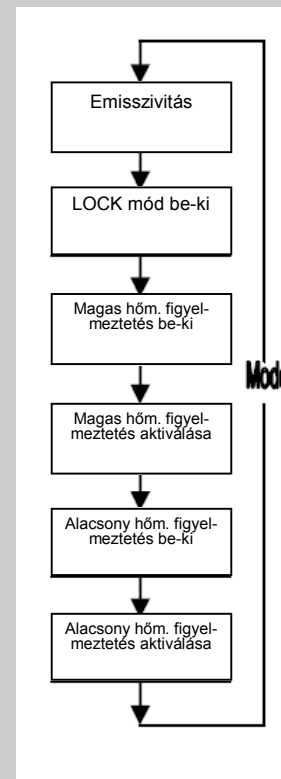 Emisszivitás
LOCK mód be-ki
Magas hőm. figyel-
meztetés be-ki
Magas hőm. figyel-
meztetés aktiválása
Alacsony hőm. figyel-
meztetés be-ki
Alacsony hőm. figyel-
meztetés aktiválása